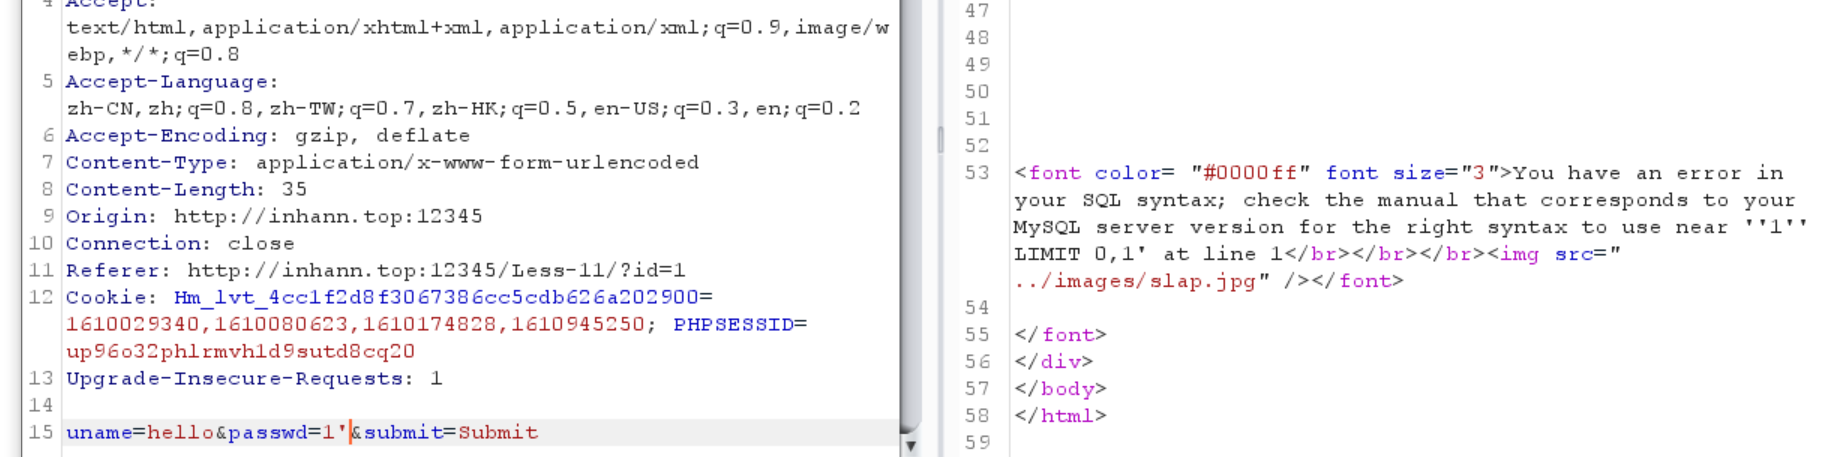 4 Accept:
text/html,application/xhtml+xml,application/xml;q=0.9,image/w
ebp,*/*;q=0.8
5 Accept-Language:
zh-CN,zh;q=0.8,zh-TW;q=0.7,zh-HK;q=0.5,en-US;q=0.3,en;q=0.2
6 Accept-Encoding: gzip, deflate
7 Content-Type: application/x-www-form-urlencoded
8 Content-Length: 35
9 Origin: http://inhann.top:12345
10 Connection: close
11 Referer: http://inhann.top:12345/Less-11/?id=1
12 Cookie: Hm_lvt_4cc1f2d8f3067386cc5cdb626a202900=
1610029340,1610080623,1610174828,1610945250; PHPSESSID=
up96o32phlrmvh1d9sutd8cq20
13 Upgrade-Insecure-Requests: 1
14
15 uname=hello&passwd=1'&submit=Submit
47
48
49
50
51
52
53 <font color= "#0000ff" font size="3">You have an error in
your SQL syntax; check the manual that corresponds to your
MySQL server version for the right syntax to use near ''1''
LIMIT 0,1' at line 1</br></br></br><img src="
../images/slap.jpg" /></font>
54
55 </font>
56 </div>
57 </body>
58 </html>
59